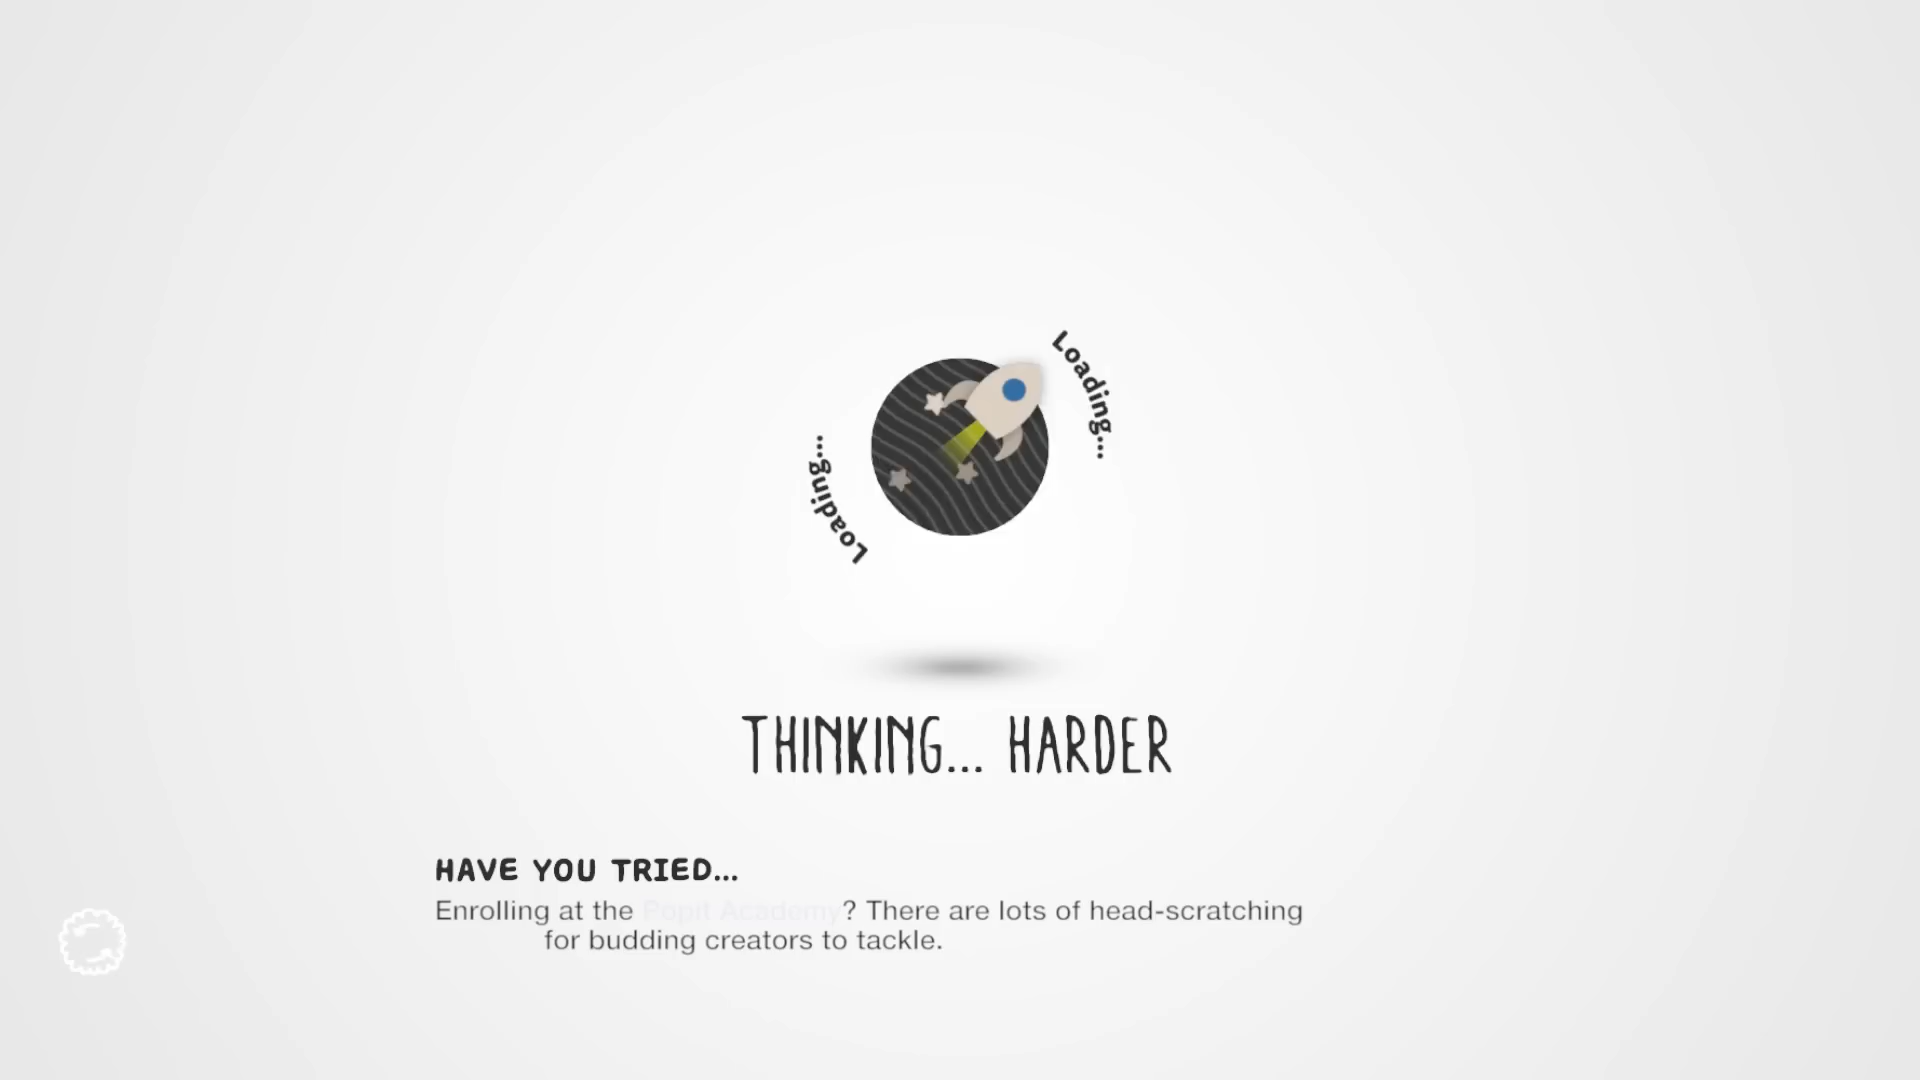 Loading...
Loading...
THINKING... HARDER
HAVE YOU TRIED...
Enrolling at the Popit Academy? There are lots of head-scratching
for budding creators to tackle.